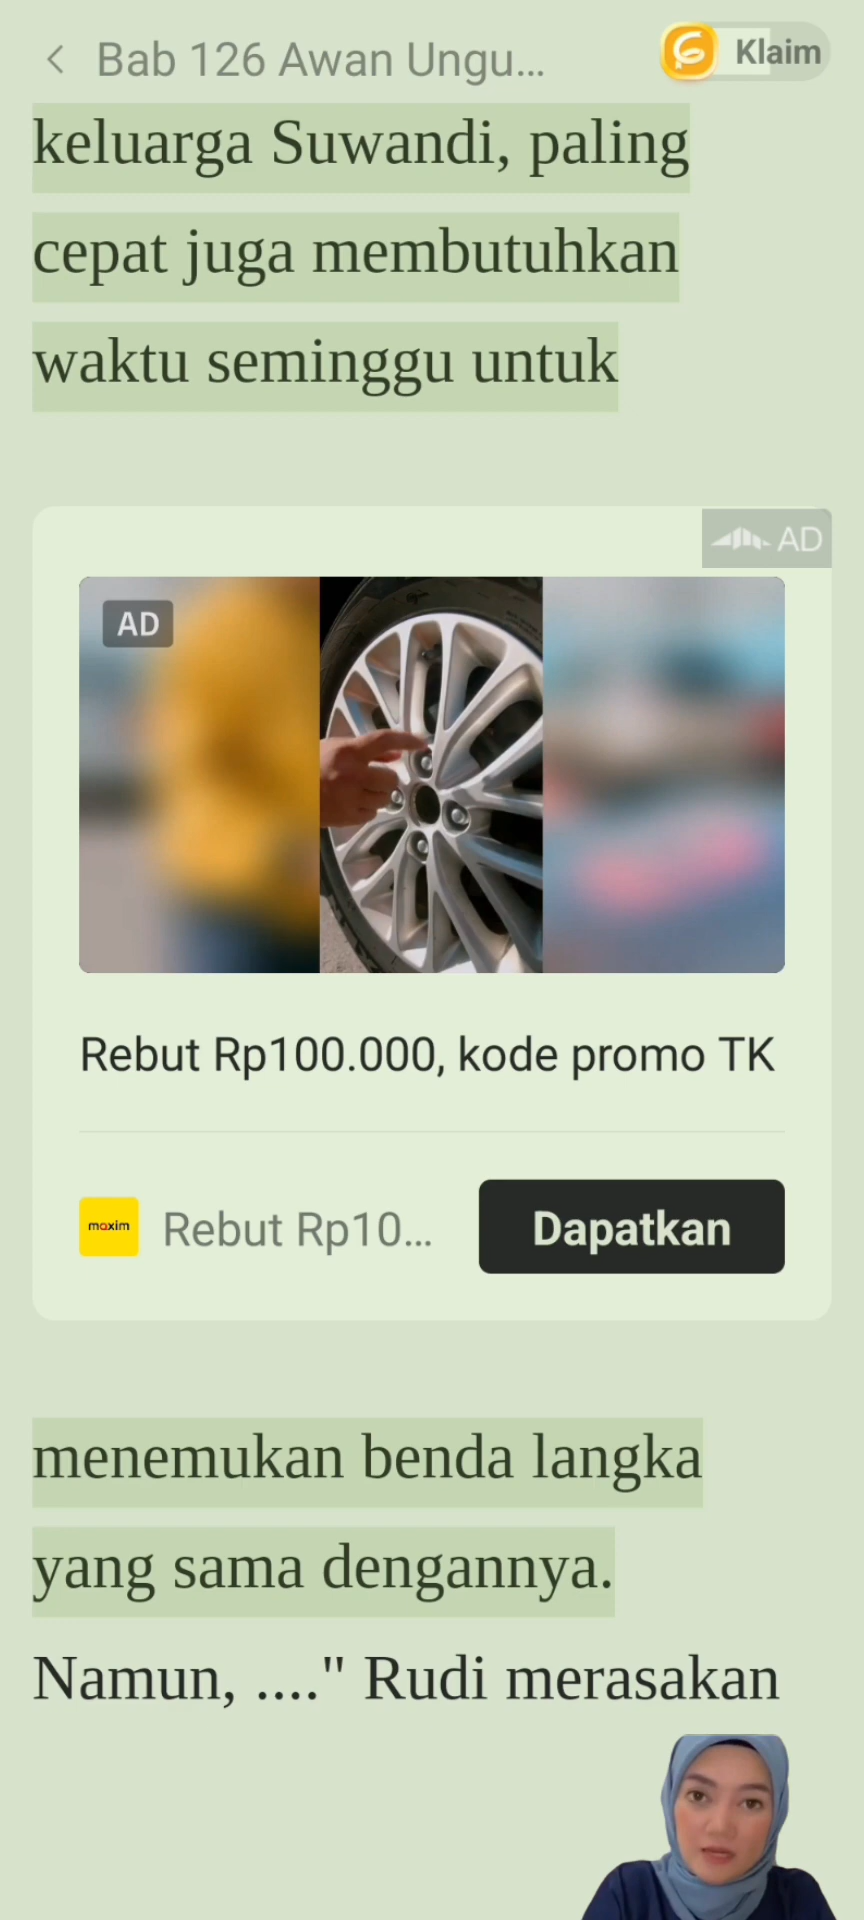 Bab 126 Awan Ungu...
Klaim
keluarga Suwandi, paling
cepat juga membutuhkan
waktu seminggu untuk
AD
AD
Rebut Rp100.000, kode promo TK
maxim
Rebut Rp10...
Dapatkan
menemukan benda langka
yang sama dengannya.
Namun, ...." Rudi merasakan